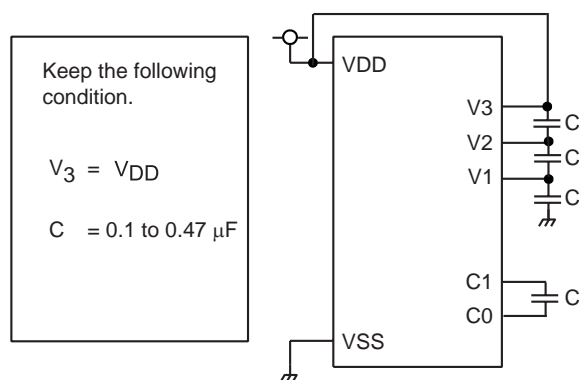 Keep the following
condition.
V3 = VDD
C = 0.1 to 0.47 μF
VDD
V3
C
V2
C
V1
C
C1
C
C0
VSS